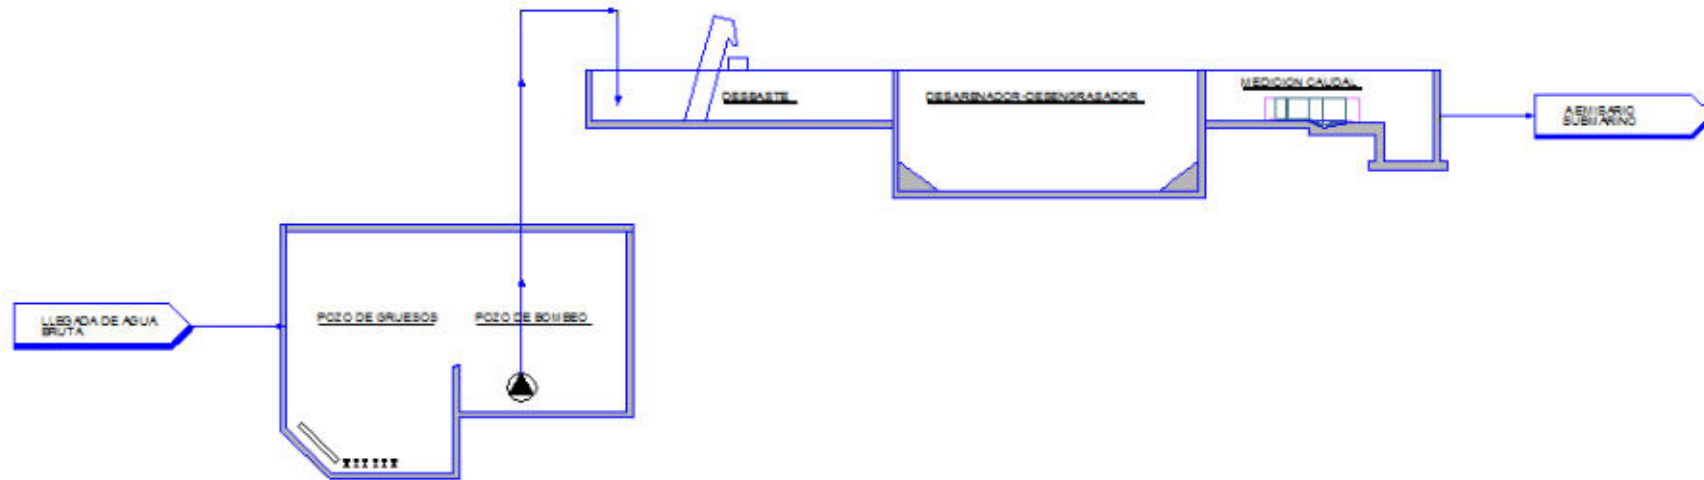 LLEGADA DE AGUA
BRUTA
POZO DE GRUESOS
POZO DE BOMBEO
DESBASTE
DESARENADOR-DESENGRASADOR
MEDICION CAUDAL
A EMISARIO
SUBMARINO